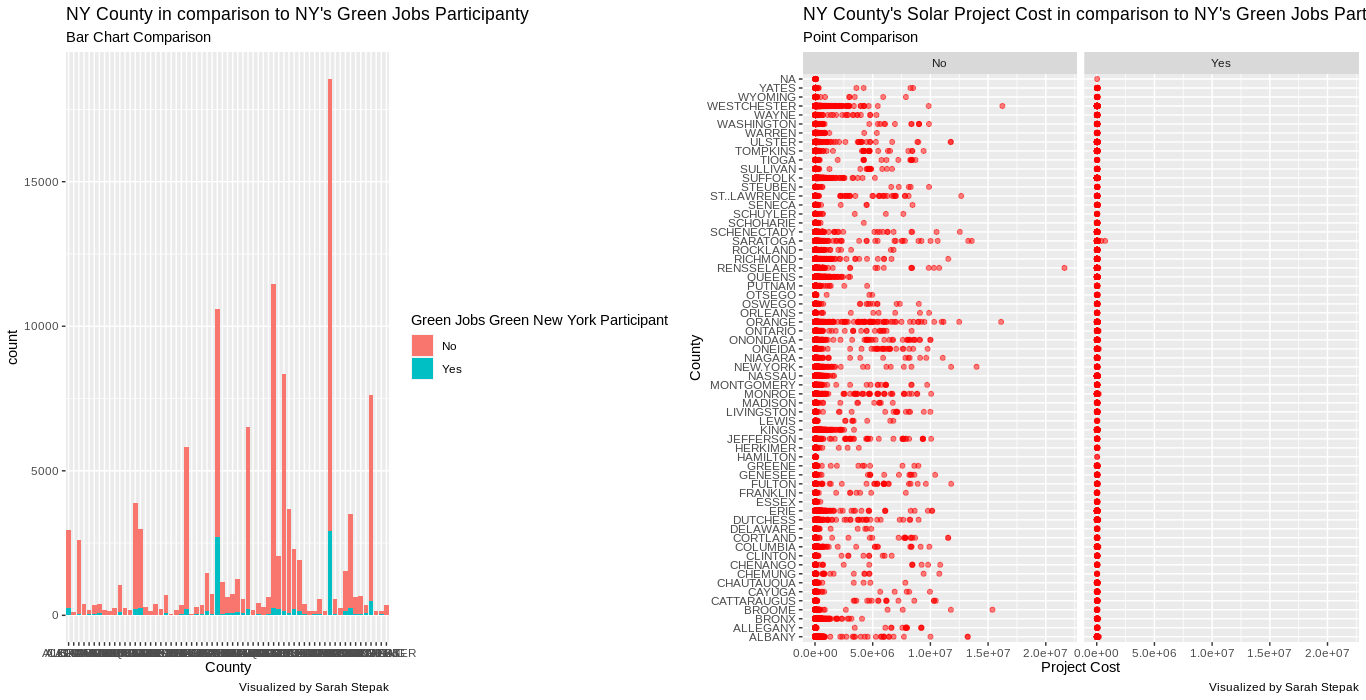 NY County in comparison to NY's Green Jobs Participanty
Bar Chart Comparison
15000
10000
5000
0
count
County
Green Jobs Green New York Participant
No
Yes
Visualized by Sarah Stepak
NY County's Solar Project Cost in comparison to NY's Green Jobs Part
Point Comparison
No
Yes
NA
YATES
WYOMING
WESTCHESTER
WAYNE
WASHINGTON
WARREN
ULSTER
TOMPKINS
TIOGA
SULLIVAN
SUFFOLK
STEUBEN
ST..LAWRENCE
SENECA
SCHUYLER
SCHOHARIE
SCHENECTADY
SARATOGA
ROCKLAND
RICHMOND
RENSSELAER
QUEENS
PUTNAM
OTSEGO
OSWEGO
ORLEANS
ORANGE
ONTARIO
ONONDAGA
ONEIDA
NIAGARA
NEW.YORK
NASSAU
MONTGOMERY
MONROE
MADISON
LIVINGSTON
LEWIS
KINGS
JEFFERSON
HERKIMER
HAMILTON
GREENE
GENESEE
FULTON
FRANKLIN
ESSEX
ERIE
DUTCHESS
DELAWARE
CORTLAND
COLUMBIA
CLINTON
CHENANGO
CHEMUNG
CHAUTAUQUA
CAYUGA
CATTARAUGUS
BROOME
BRONX
ALLEGANY
ALBANY
County
0.0e+00 5.0e+06 1.0e+07 1.5e+07 2.0e+07
0.0e+00 5.0e+06 1.0e+07 1.5e+07 2.0e+07
Project Cost
Visualized by Sarah Stepak